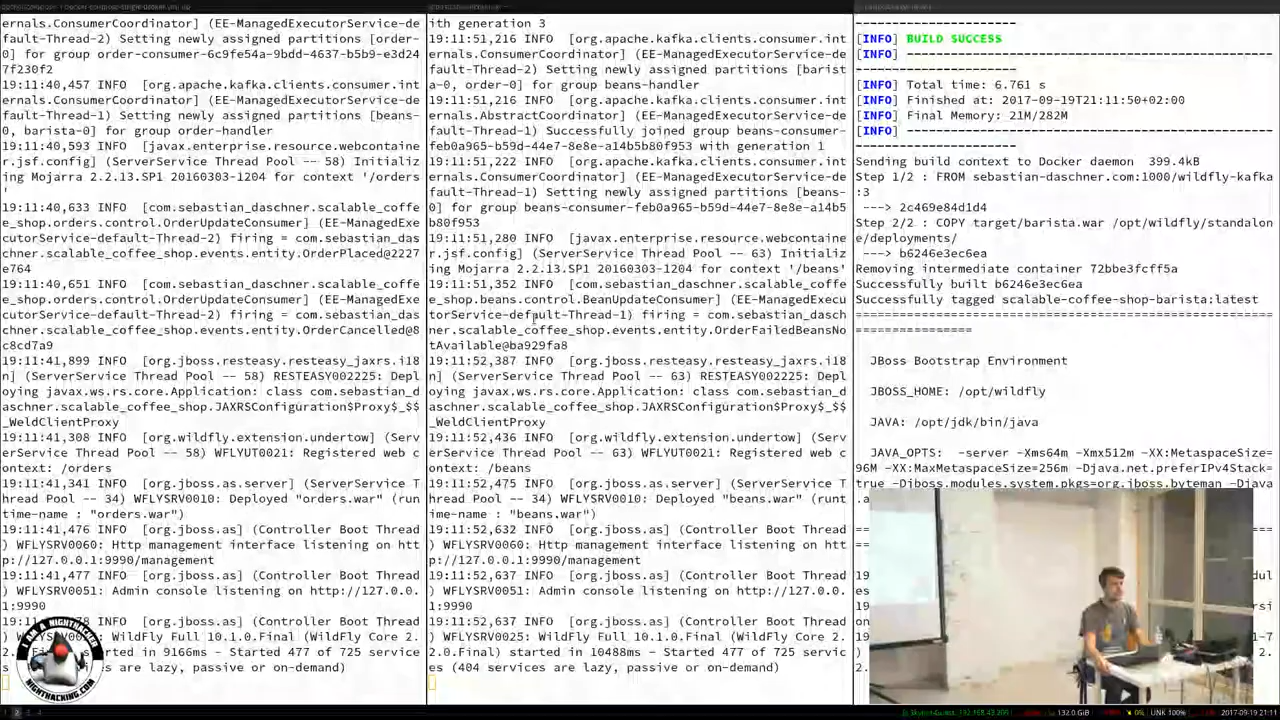 ernals.ConsumerCoordinator] (EE-ManagedExecutorService-de
fault-Thread-2) Setting newly assigned partitions [order-
0] for group order-consumer-6c9fe54a-9bdd-4637-b5b9-e3d24
7f230f2
19:11:40,457 INFO  [org.apache.kafka.clients.consumer.int
ernals.ConsumerCoordinator] (EE-ManagedExecutorService-de
fault-Thread-1) Setting newly assigned partitions [beans-
0, barista-0] for group order-handler
19:11:40,593 INFO  [javax.enterprise.resource.webcontaine
r.jsf.config] (ServerService Thread Pool -- 58) Initializ
ing Mojarra 2.2.13.SP1 20160303-1204 for context '/orders
'
19:11:40,633 INFO  [com.sebastian_daschner.scalable_coffe
e_shop.orders.control.OrderUpdateConsumer] (EE-ManagedExe
cutorService-default-Thread-2) firing = com.sebastian_das
chner.scalable_coffee_shop.events.entity.OrderPlaced@2227
e764
19:11:40,651 INFO  [com.sebastian_daschner.scalable_coffe
e_shop.orders.control.OrderUpdateConsumer] (EE-ManagedExe
cutorService-default-Thread-2) firing = com.sebastian_das
chner.scalable_coffee_shop.events.entity.OrderCancelled@8
c8cd7a9
19:11:41,899 INFO  [org.jboss.resteasy.resteasy_jaxrs.i18
n] (ServerService Thread Pool -- 58) RESTEASY002225: Depl
oying javax.ws.rs.core.Application: class com.sebastian_d
aschner.scalable_coffee_shop.JAXRSConfiguration$Proxy$_$$
_WeldClientProxy
19:11:41,308 INFO  [org.wildfly.extension.undertow] (Serv
erService Thread Pool -- 58) WFLYUT0021: Registered web c
ontext: /orders
19:11:41,341 INFO  [org.jboss.as.server] (ServerService T
hread Pool -- 34) WFLYSRV0010: Deployed "orders.war" (run
time-name : "orders.war")
19:11:41,476 INFO  [org.jboss.as] (Controller Boot Thread
) WFLYSRV0060: Http management interface listening on htt
p://127.0.0.1:9990/management
19:11:41,477 INFO  [org.jboss.as] (Controller Boot Thread
) WFLYSRV0051: Admin console listening on http://127.0.0.
1:9990
INFO  [org.jboss.as] (Controller Boot Thread
WFLYSRV0025: WildFly Full 10.1.0.Final (WildFly Core 2.
in 9166ms - Started 477 of 725 servic
es are lazy, passive or on-demand)
I AM A NIGHTHACKER
NIGHTHACKING.COM
ith generation 3
19:11:51,216 INFO  [org.apache.kafka.clients.consumer.int
ernals.ConsumerCoordinator] (EE-ManagedExecutorService-de
fault-Thread-2) Setting newly assigned partitions [barist
a-0, order-0] for group beans-handler
19:11:51,216 INFO  [org.apache.kafka.clients.consumer.int
ernals.AbstractCoordinator] (EE-ManagedExecutorService-de
fault-Thread-1) Successfully joined group beans-consumer-
feb0a965-b59d-44e7-8e8e-a14b5b80f953 with generation 1
19:11:51,222 INFO  [org.apache.kafka.clients.consumer.int
ernals.ConsumerCoordinator] (EE-ManagedExecutorService-de
fault-Thread-1) Setting newly assigned partitions [beans-
0] for group beans-consumer-feb0a965-b59d-44e7-8e8e-a14b5
b80f953
19:11:51,280 INFO  [javax.enterprise.resource.webcontaine
r.jsf.config] (ServerService Thread Pool -- 63) Initializ
ing Mojarra 2.2.13.SP1 20160303-1204 for context '/beans'
19:11:51,352 INFO  [com.sebastian_daschner.scalable_coffe
e_shop.beans.control.BeanUpdateConsumer] (EE-ManagedExecu
torService-default-Thread-1) firing = com.sebastian_dasch
ner.scalable_coffee_shop.events.entity.OrderFailedBeansNo
tAvailable@ba929fa8
19:11:52,387 INFO  [org.jboss.resteasy.resteasy_jaxrs.i18
n] (ServerService Thread Pool -- 63) RESTEASY002225: Depl
oying javax.ws.rs.core.Application: class com.sebastian_d
aschner.scalable_coffee_shop.JAXRSConfiguration$Proxy$_$$
_WeldClientProxy
19:11:52,436 INFO  [org.wildfly.extension.undertow] (Serv
erService Thread Pool -- 63) WFLYUT0021: Registered web c
ontext: /beans
19:11:52,475 INFO  [org.jboss.as.server] (ServerService T
hread Pool -- 34) WFLYSRV0010: Deployed "beans.war" (runt
ime-name : "beans.war")
19:11:52,632 INFO  [org.jboss.as] (Controller Boot Thread
) WFLYSRV0060: Http management interface listening on htt
p://127.0.0.1:9990/management
19:11:52,637 INFO  [org.jboss.as] (Controller Boot Thread
) WFLYSRV0051: Admin console listening on http://127.0.0.
1:9990
19:11:52,637 INFO  [org.jboss.as] (Controller Boot Thread
) WFLYSRV0025: WildFly Full 10.1.0.Final (WildFly Core 2.
2.0.Final) started in 10488ms - Started 477 of 725 servic
es (404 services are lazy, passive or on-demand)
-----------------------
[INFO] BUILD SUCCESS
[INFO] --------------------------------------------------
-----------------------
[INFO] Total time: 6.761 s
[INFO] Finished at: 2017-09-19T21:11:50+02:00
[INFO] Final Memory: 21M/282M
[INFO] --------------------------------------------------
-----------------------
Sending build context to Docker daemon  399.4kB
Step 1/2 : FROM sebastian-daschner.com:1000/wildfly-kafka
:3
 ---> 2c469e84d1d4
Step 2/2 : COPY target/barista.war /opt/wildfly/standalon
e/deployments/
 ---> b6246e3ec6ea
Removing intermediate container 72bbe3fcff5a
Successfully built b6246e3ec6ea
Successfully tagged scalable-coffee-shop-barista:latest
=========================================================
================
JBoss Bootstrap Environment
JBOSS_HOME: /opt/wildfly
JAVA: /opt/jdk/bin/java
JAVA_OPTS:  -server -Xms64m -Xmx512m -XX:MetaspaceSize=
96M -XX:MaxMetaspaceSize=256m -Djava.net.preferIPv4Stack=
true -Djboss.modules.system.pkgs=org.jboss.byteman -Djava
132.0 GiB
0%
UNK 100%
2017-09-19 21:11